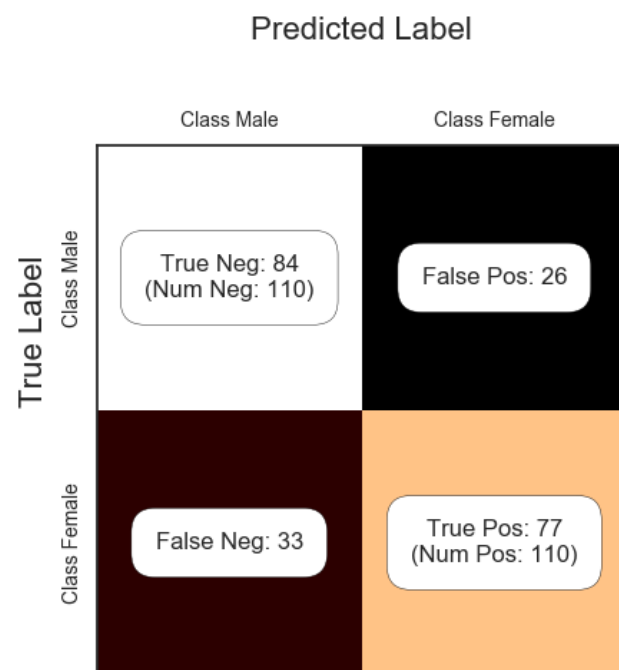 Predicted Label
Class Male
Class Female
True Label
Class Male
True Neg: 84
(Num Neg: 110)
False Pos: 26
Class Female
False Neg: 33
True Pos: 77
(Num Pos: 110)